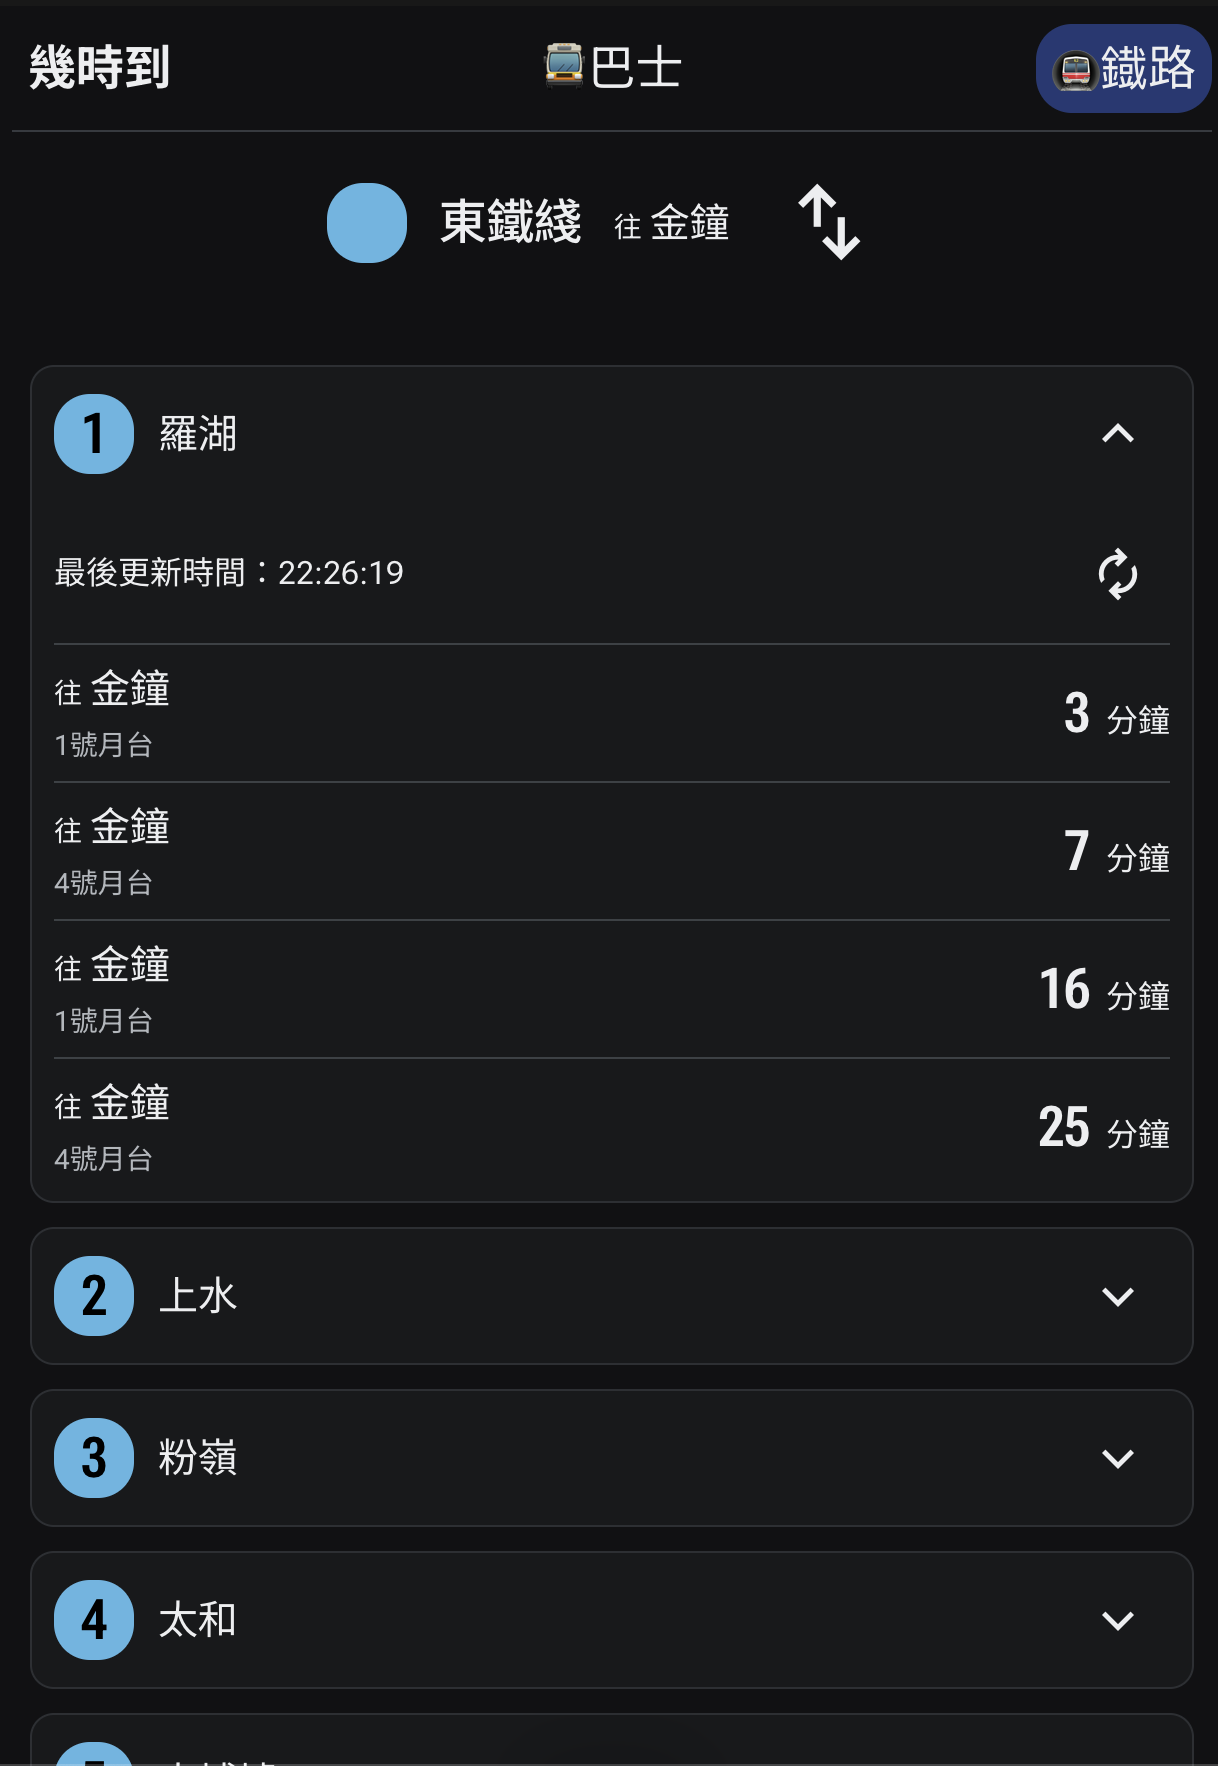 幾時到
巴士
鐵路
東鐵綫 往 金鐘
1 羅湖
最後更新時間：22:26:19
往 金鐘
1號月台
3 分鐘
往 金鐘
4號月台
7 分鐘
往 金鐘
1號月台
16 分鐘
往 金鐘
4號月台
25 分鐘
2 上水
3 粉嶺
4 太和